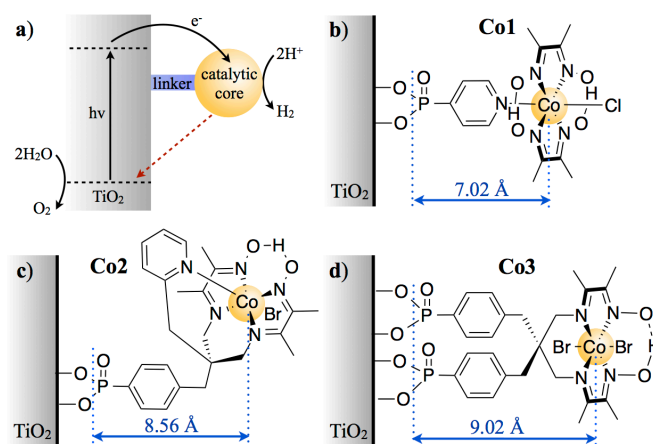 a)
e⁻
linker
catalytic
core
2H⁺
H₂
hν
2H₂O
O₂
TiO₂
b)
Co1
O
O
O
P
N
O
H
O
Co
N
N
N
N
O
H
O
Cl
7.02 Å
TiO₂
c)
Co2
N
O-H
O
N
N
N
Co
Br
O
O
O
P
8.56 Å
TiO₂
d)
Co3
O
O
O
P
O
O
O
P
N
N
N
N
Br
Co
Br
O
H
O
9.02 Å
TiO₂